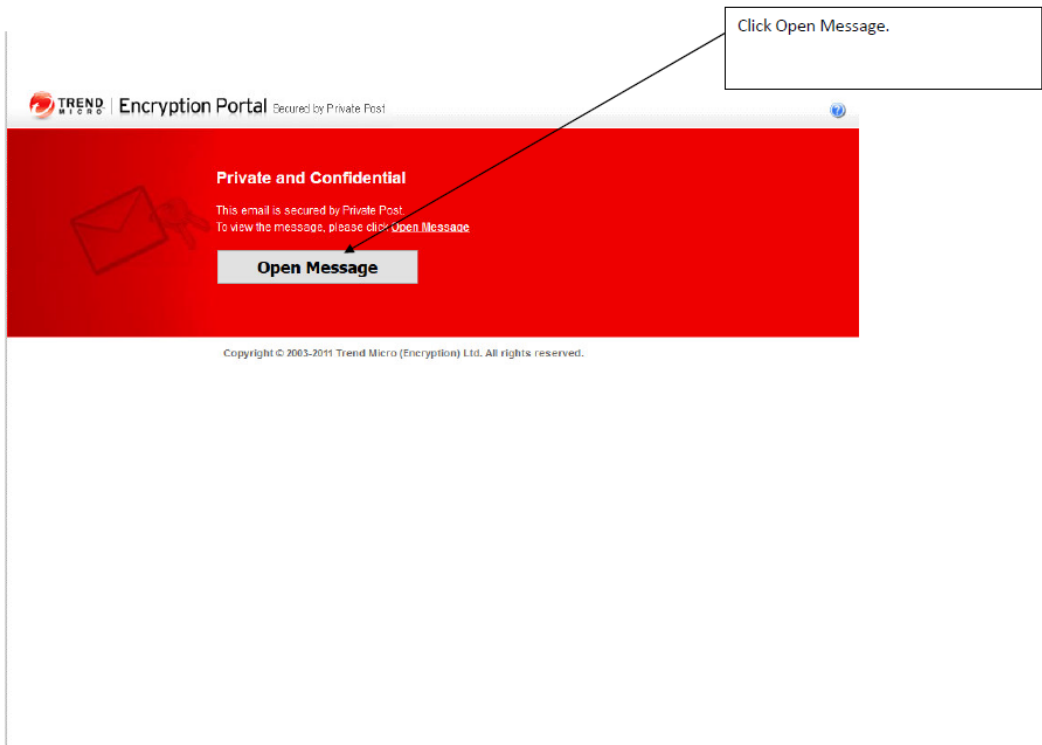 Click Open Message.
TREND MICRO | Encryption Portal Secured by Private Post
Private and Confidential
This email is secured by Private Post.
To view the message, please click Open Message
Open Message
Copyright © 2003-2011 Trend Micro (Encryption) Ltd. All rights reserved.